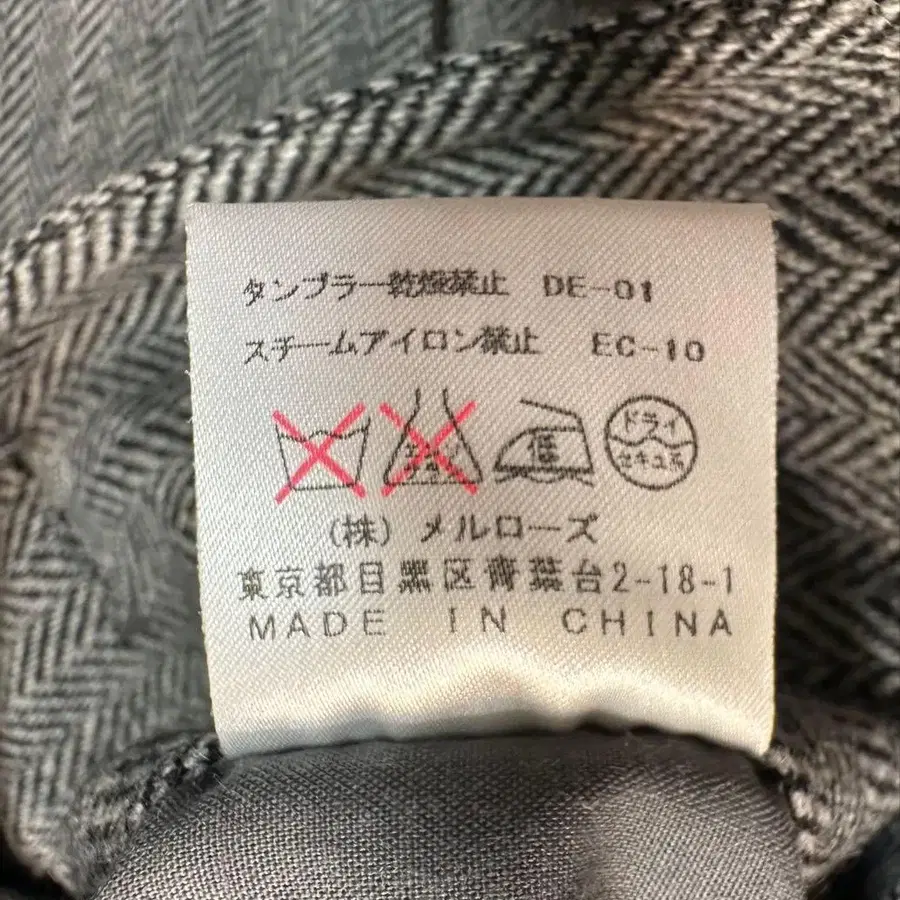 タンブラー乾燥禁止 DE-01
スチームアイロン禁止 EC-10
低
ドライ
セキユ系
(株) メルローズ
東京都目黒区青葉台2-18-1
MADE IN CHINA